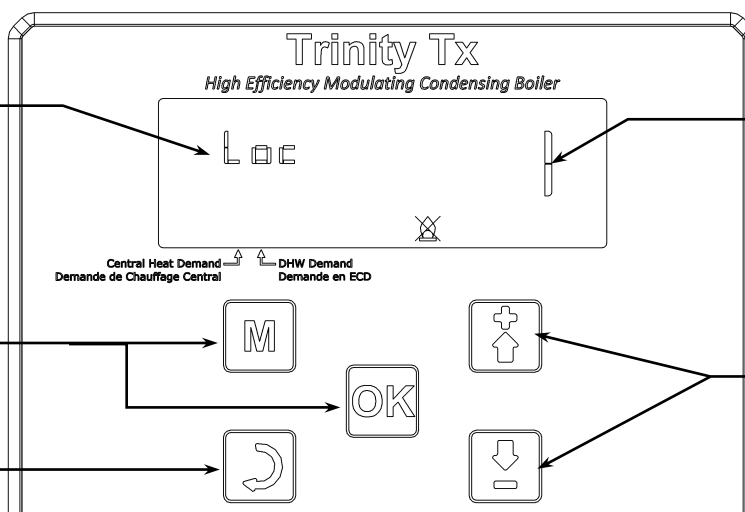 Trinity Tx
High Efficiency Modulating Condensing Boiler
Loc 1
Central Heat Demand
Demande de Chauffage Central
DHW Demand
Demande en ECD
M
OK